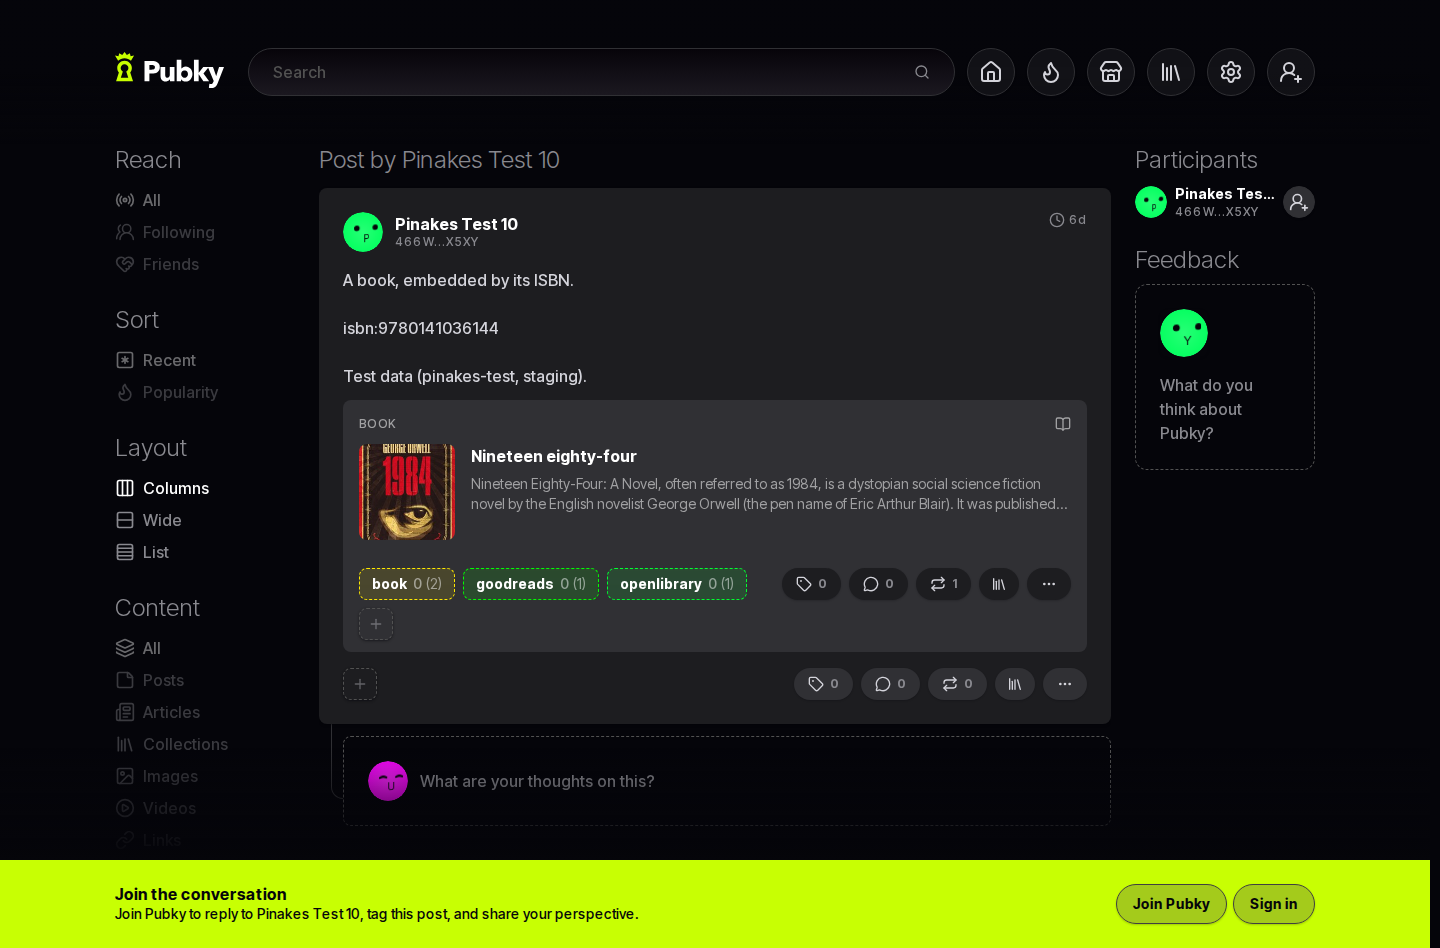 Pubky
Search
Reach
All
Following
Friends
Sort
Recent
Popularity
Layout
Columns
Wide
List
Content
All
Posts
Articles
Collections
Images
Videos
Links
Post by Pinakes Test 10
P
Pinakes Test 10
466W...X5XY
6d
A book, embedded by its ISBN.
isbn:9780141036144
Test data (pinakes-test, staging).
BOOK
GEORGE ORWELL
1984
Nineteen eighty-four
Nineteen Eighty-Four: A Novel, often referred to as 1984, is a dystopian social science fiction
novel by the English novelist George Orwell (the pen name of Eric Arthur Blair). It was published...
book 0 (2)
goodreads 0 (1)
openlibrary 0 (1)
0
0
1
0
0
0
U
What are your thoughts on this?
Participants
P
Pinakes Tes...
466W...X5XY
Feedback
Y
What do you
think about
Pubky?
Join the conversation
Join Pubky to reply to Pinakes Test 10, tag this post, and share your perspective.
Join Pubky
Sign in